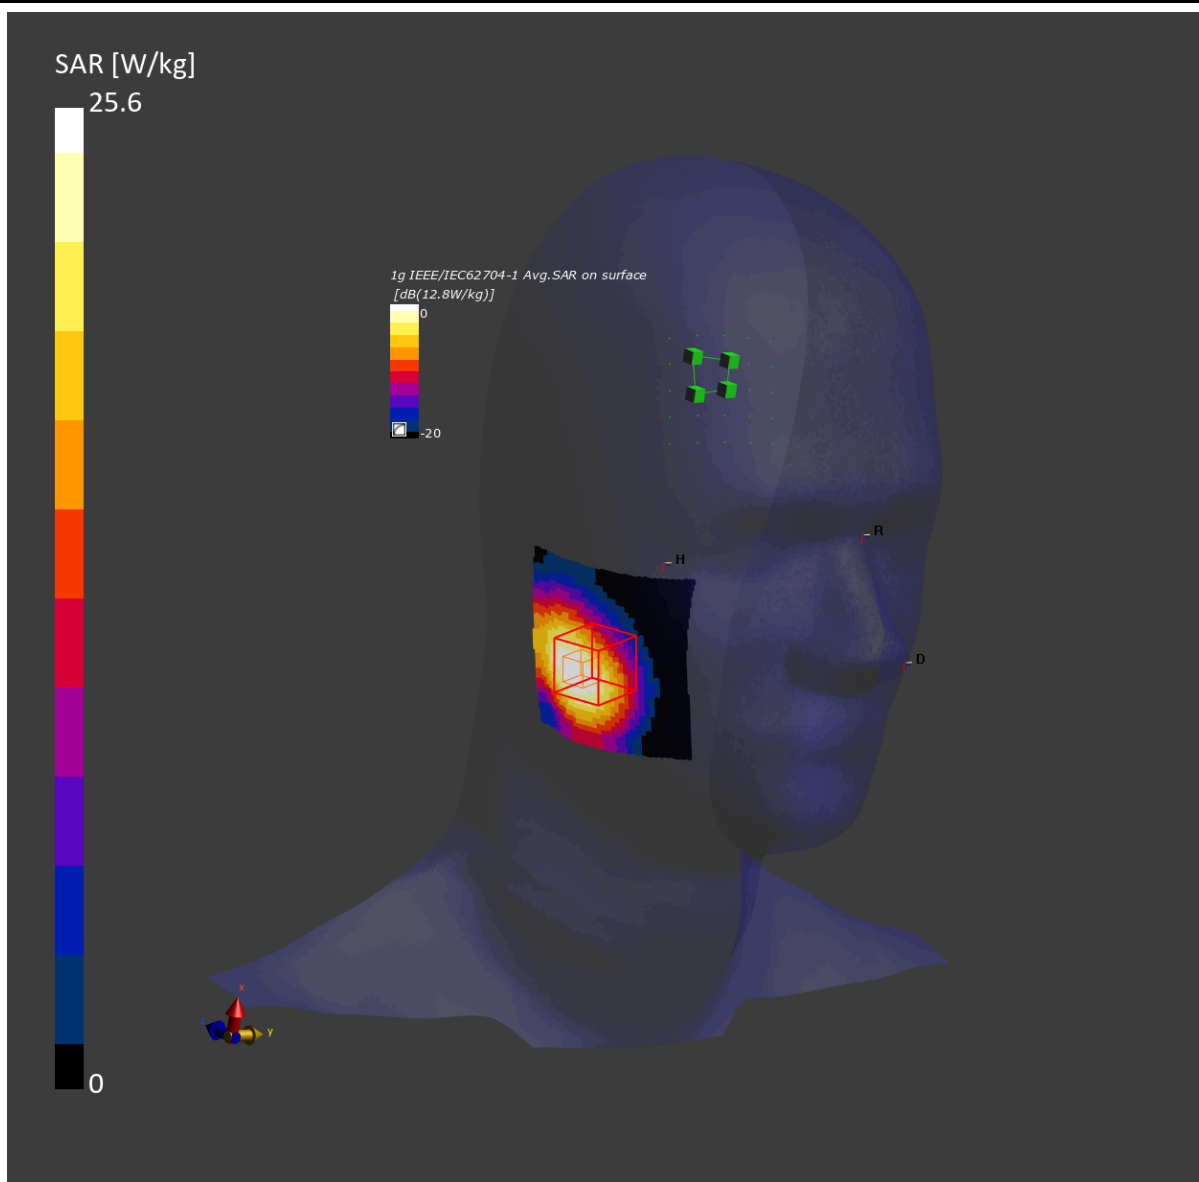 SAR [W/kg]
25.6
1g IEEE/IEC62704-1 Avg.SAR on surface
[dB(12.8W/kg)]
0
-20
R
H
D
x
z
y
0